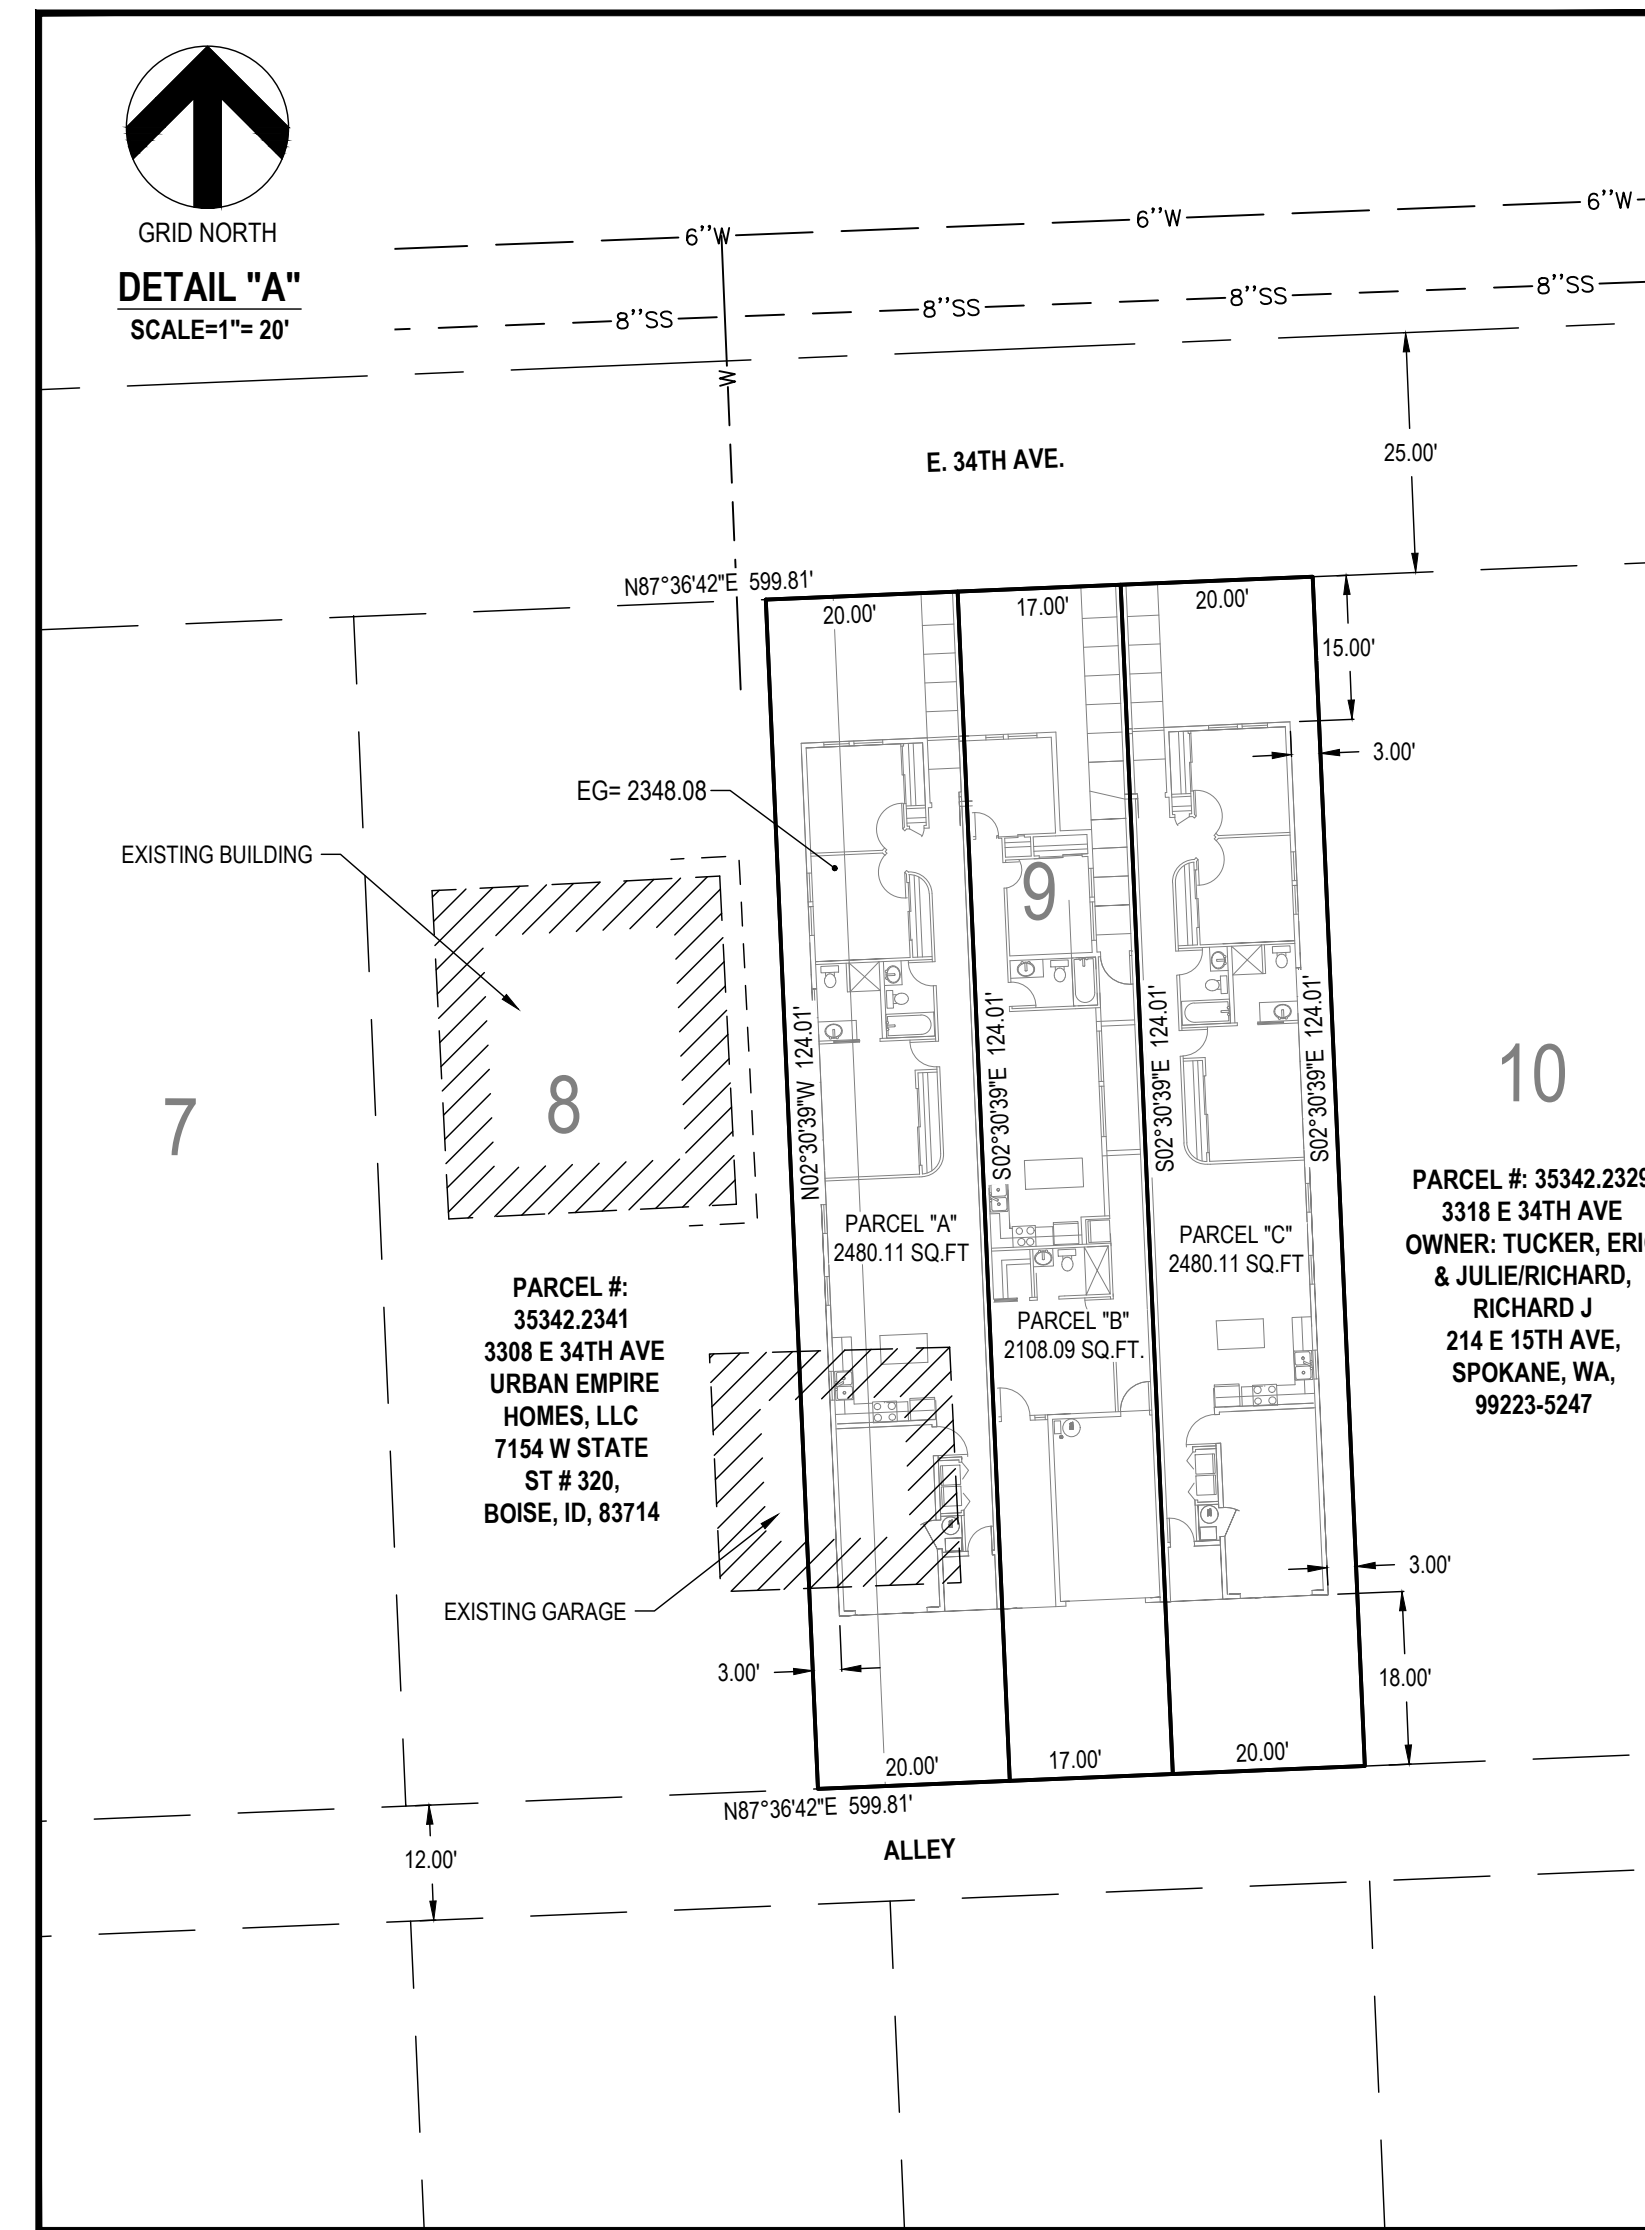 GRID NORTH
DETAIL "A"
SCALE=1"= 20'
6''W
6''W
6''W
8''SS
8''SS
8''SS
8''SS
W
E. 34TH AVE.
25.00'
N87°36'42"E 599.81'
20.00'
17.00'
20.00'
15.00'
3.00'
EG= 2348.08
EXISTING BUILDING
9
N02°30'39"W 124.01'
S02°30'39"E 124.01'
S02°30'39"E 124.01'
S02°30'39"E 124.01'
7
8
10
PARCEL #: 35342.2329
3318 E 34TH AVE
OWNER: TUCKER,
& JULIE/RICHARD,
RICHARD J
214 E 15TH AVE,
SPOKANE, WA,
99223-5247
PARCEL "A"
2480.11 SQ.FT
PARCEL "C"
2480.11 SQ.FT
PARCEL "B"
2108.09 SQ.FT.
PARCEL #:
35342.2341
3308 E 34TH AVE
URBAN EMPIRE
HOMES, LLC
7154 W STATE
ST # 320,
BOISE, ID, 83714
EXISTING GARAGE
3.00'
3.00'
18.00'
20.00'
17.00'
20.00'
N87°36'42"E 599.81'
12.00'
ALLEY